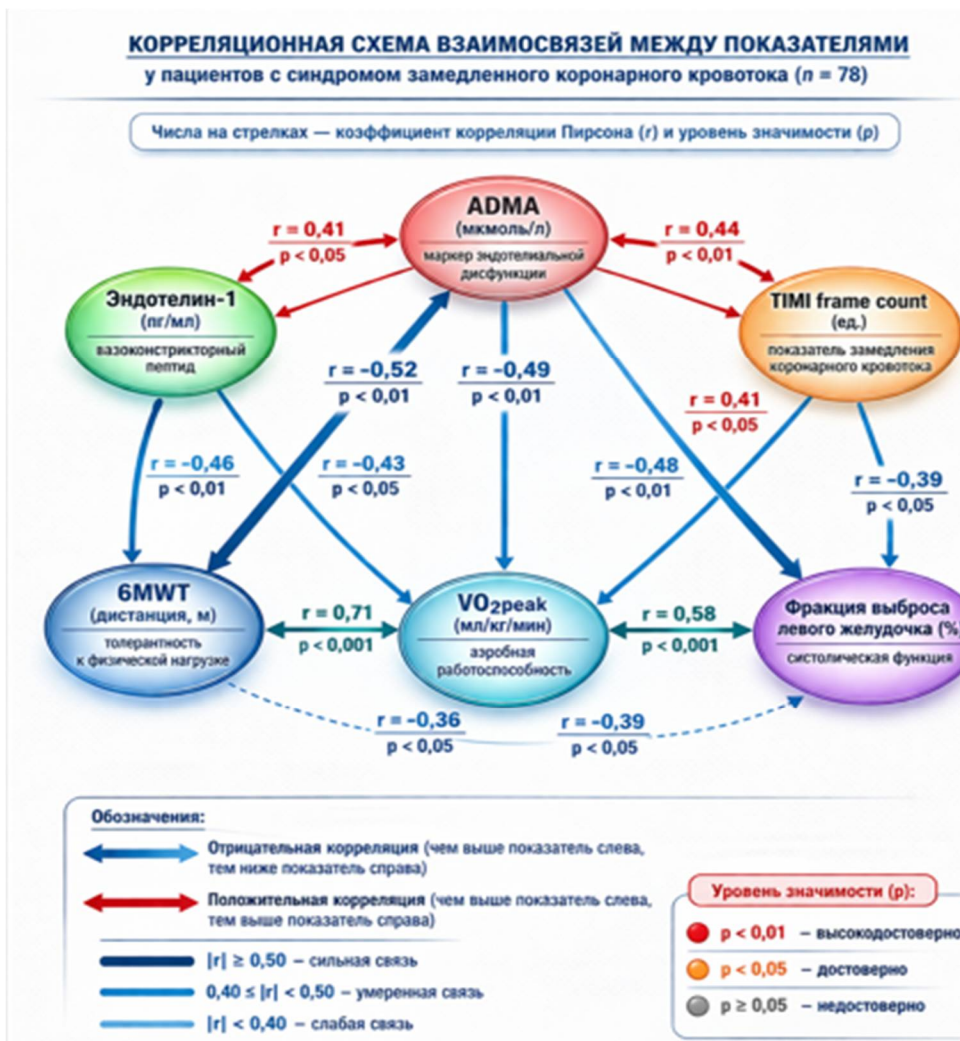 КОРРЕЛЯЦИОННАЯ СХЕМА ВЗАИМОСВЯЗЕЙ МЕЖДУ ПОКАЗАТЕЛЯМИ
у пациентов с синдромом замедленного коронарного кровотока (n = 78)
Числа на стрелках — коэффициент корреляции Пирсона (r) и уровень значимости (p)
ADMA
(мкмоль/л)
маркер эндотелиальной
дисфункции
r = 0,41
p < 0,05
r = 0,44
p < 0,01
Эндотелин-1
(пг/мл)
вазоконстрикторный
пептид
TIMI frame count
(ед.)
показатель замедления
коронарного кровотока
r = –0,52
p < 0,01
r = –0,49
p < 0,01
r = 0,41
p < 0,05
r = –0,46
p < 0,01
r = –0,43
p < 0,05
r = –0,48
p < 0,01
r = –0,39
p < 0,05
6MWT
(дистанция, м)
толерантность
к физической нагрузке
r = 0,71
p < 0,001
VO2peak
(мл/кг/мин)
аэробная
работоспособность
r = 0,58
p < 0,001
Фракция выброса
левого желудочка (%)
систолическая функция
r = –0,36
p < 0,05
r = –0,39
p < 0,05
Обозначения:
Отрицательная корреляция (чем выше показатель слева,
тем ниже показатель справа)
Положительная корреляция (чем выше показатель слева,
тем выше показатель справа)
|r| ≥ 0,50 – сильная связь
0,40 ≤ |r| < 0,50 – умеренная связь
|r| < 0,40 – слабая связь
Уровень значимости (p):
p < 0,01 – высокодостоверно
p < 0,05 – достоверно
p ≥ 0,05 – недостоверно